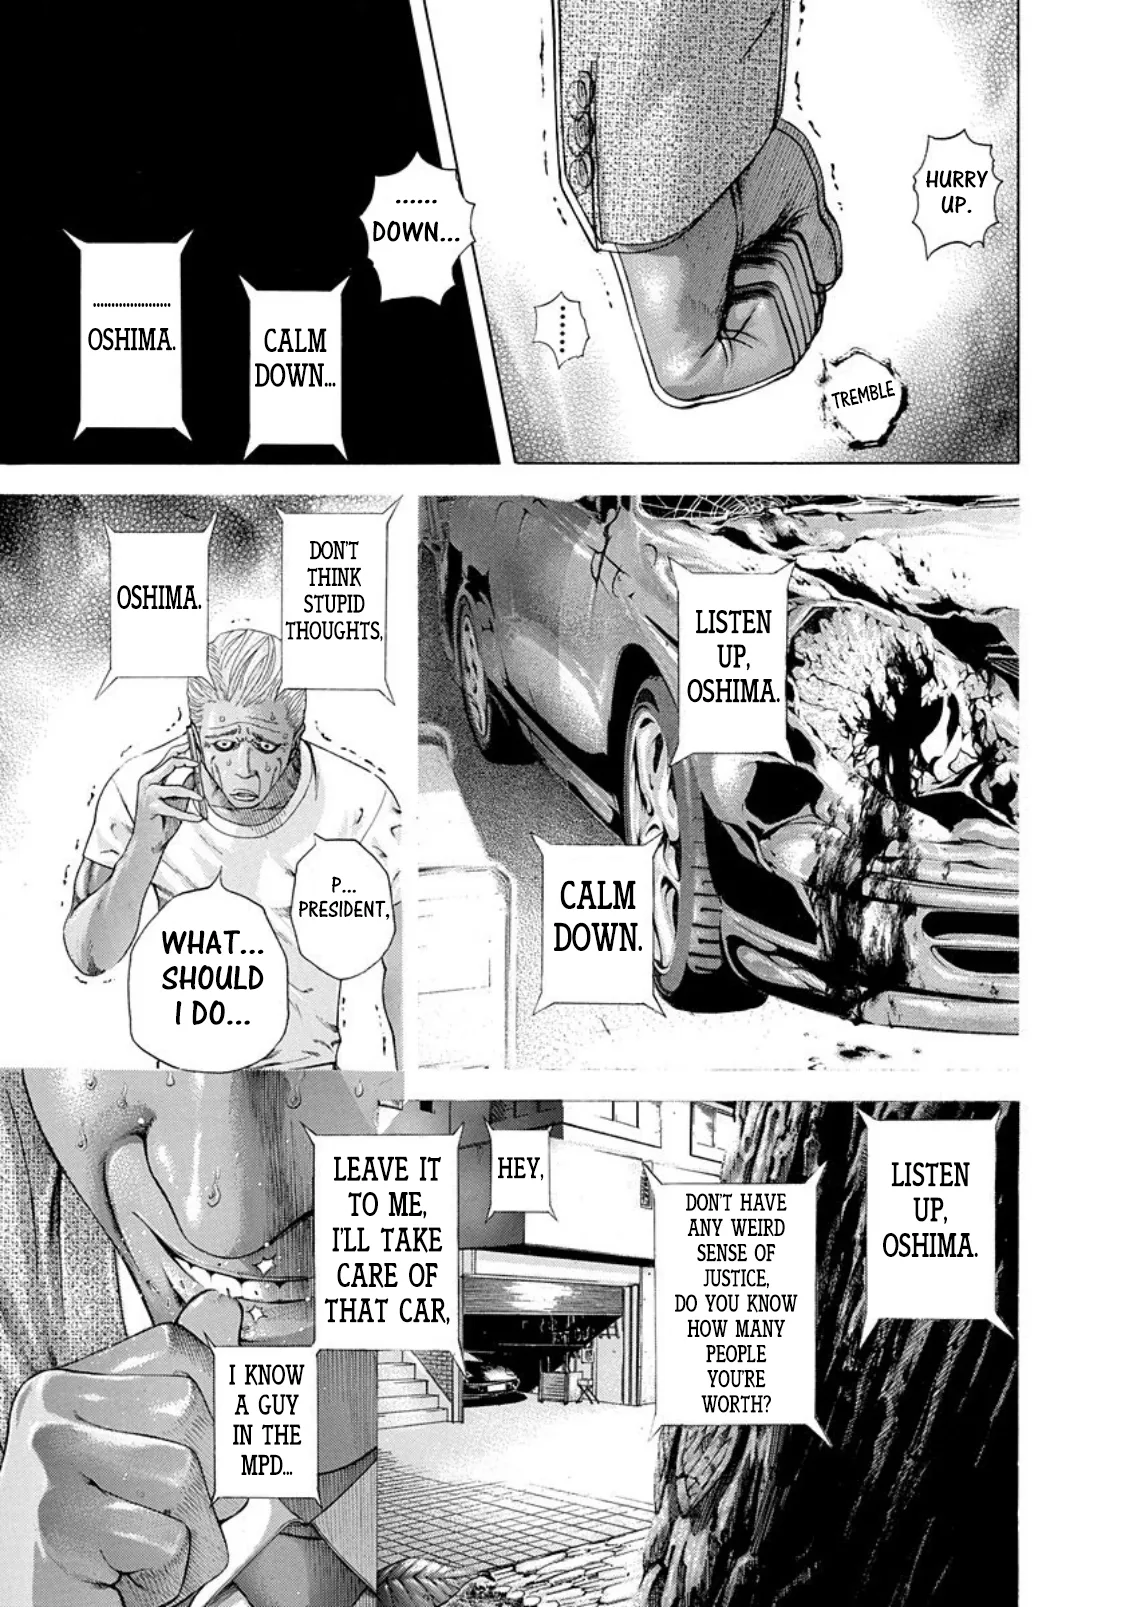 HURRY
UP.
TREMBLE
......
......
DOWN...
CALM
DOWN...
........................
OSHIMA.
LISTEN
UP,
OSHIMA.
CALM
DOWN.
DON'T
THINK
STUPID
THOUGHTS,
OSHIMA.
P...
PRESIDENT,
WHAT...
SHOULD
I DO...
LISTEN
UP,
OSHIMA.
DON'T HAVE
ANY WEIRD
SENSE OF
JUSTICE,
DO YOU KNOW
HOW MANY
PEOPLE
YOU'RE
WORTH?
HEY,
LEAVE IT
TO ME,
I'LL TAKE
CARE OF
THAT CAR,
I KNOW
A GUY
IN THE
MPD...